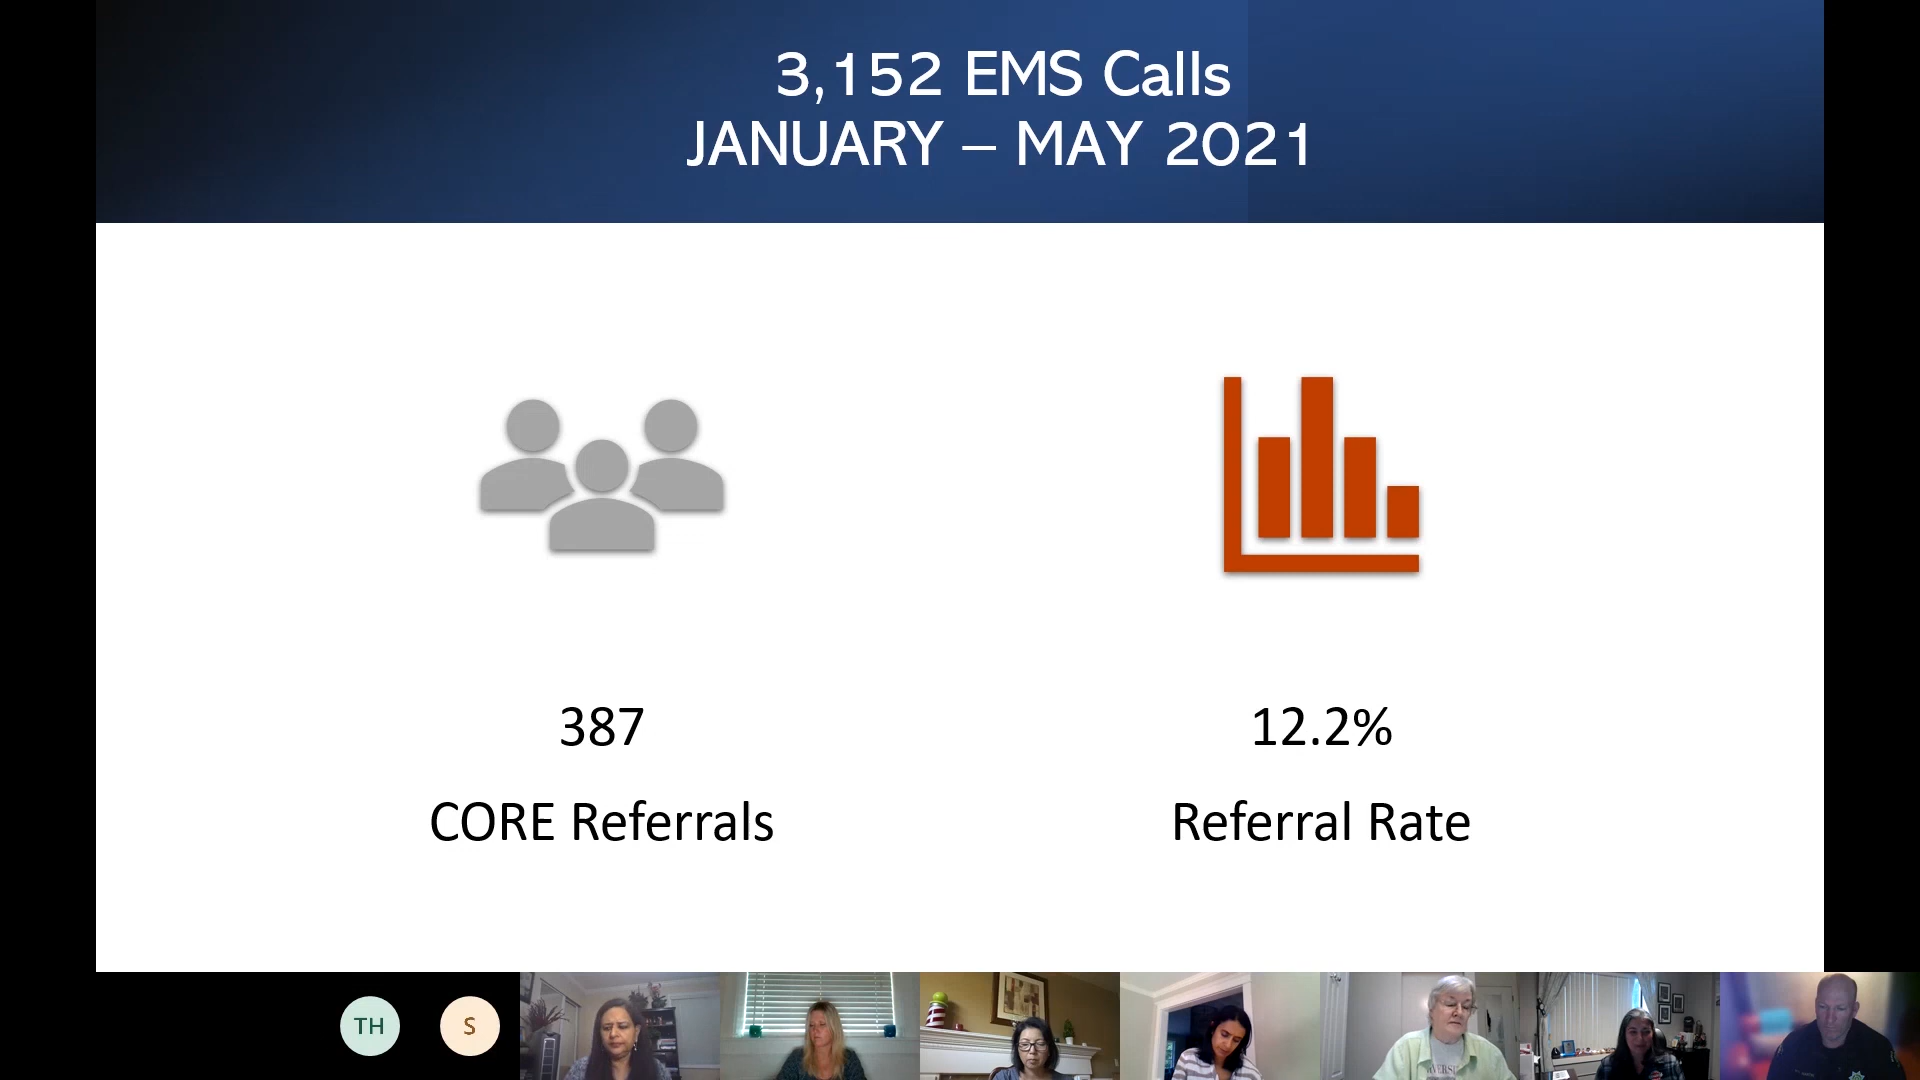 3,152 EMS Calls
JANUARY – MAY 2021
387
12.2%
CORE Referrals
Referral Rate
TH
S